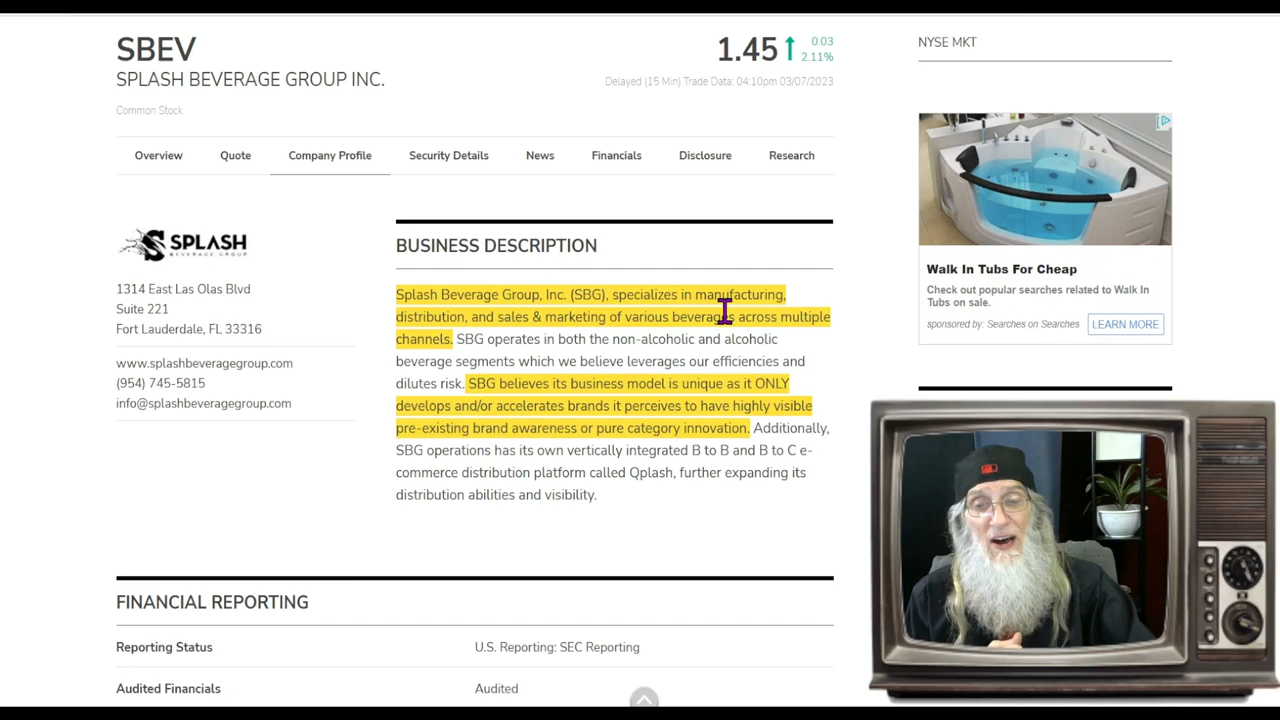 SBEV
SPLASH BEVERAGE GROUP INC.
Common Stock
1.45
0.03
2.11%
Delayed (15 Min) Trade Data: 04:10pm 03/07/2023
NYSE MKT
Overview
Quote
Company Profile
Security Details
News
Financials
Disclosure
Research
SPLASH
BEVERAGE GROUP
1314 East Las Olas Blvd
Suite 221
Fort Lauderdale, FL 33316
www.splashbeveragegroup.com
(954) 745-5815
info@splashbeveragegroup.com
BUSINESS DESCRIPTION
Splash Beverage Group, Inc. (SBG), specializes in manufacturing,
distribution, and sales & marketing of various beverages across multiple
channels. SBG operates in both the non-alcoholic and alcoholic
beverage segments which we believe leverages our efficiencies and
dilutes risk. SBG believes its business model is unique as it ONLY
develops and/or accelerates brands it perceives to have highly visible
pre-existing brand awareness or pure category innovation. Additionally,
SBG operations has its own vertically integrated B to B and B to C e-
commerce distribution platform called Qplash, further expanding its
distribution abilities and visibility.
Walk In Tubs For Cheap
Check out popular searches related to Walk In
Tubs on sale.
sponsored by: Searches on Searches
LEARN MORE
FINANCIAL REPORTING
Reporting Status
U.S. Reporting: SEC Reporting
Audited Financials
Audited